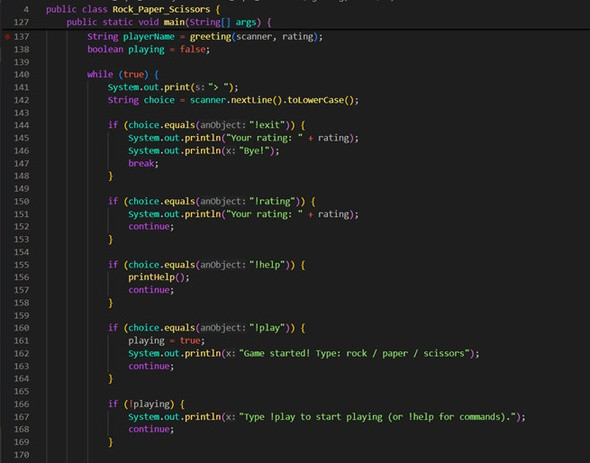 4 public class Rock_Paper_Scissors {
127 public static void main(String[] args) {
137 String playerName = greeting(scanner, rating);
138 boolean playing = false;
139
140 while (true) {
141 System.out.print(s:"> ");
142 String choice = scanner.nextLine().toLowerCase();
143
144 if (choice.equals(anObject:"!exit")) {
145 System.out.println("Your rating: " + rating);
146 System.out.println(x:"Bye!");
147 break;
148 }
149
150 if (choice.equals(anObject:"!rating")) {
151 System.out.println("Your rating: " + rating);
152 continue;
153 }
154
155 if (choice.equals(anObject:"!help")) {
156 printHelp();
157 continue;
158 }
159
160 if (choice.equals(anObject:"!play")) {
161 playing = true;
162 System.out.println(x:"Game started! Type: rock / paper / scissors");
163 continue;
164 }
165
166 if (!playing) {
167 System.out.println(x:"Type !play to start playing (or !help for commands).");
168 continue;
169 }
170